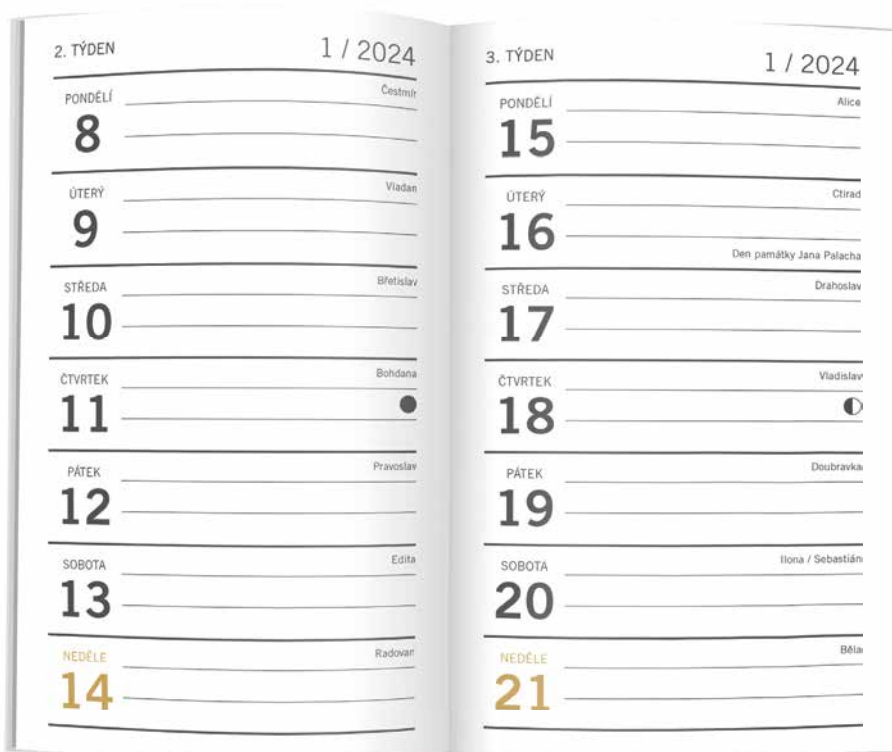 2. TÝDEN 1 / 2024
PONDĚLÍ Čestmír
8
ÚTERÝ Vladan
9
STŘEDA Břetislav
10
ČTVRTEK Bohdana
11
PÁTEK Pravoslav
12
SOBOTA Edita
13
NEDĚLE Radovan
14
3. TÝDEN 1 / 2024
PONDĚLÍ Alice
15
ÚTERÝ Ctirad
16
Den památky Jana Palacha
STŘEDA Drahoslav
17
ČTVRTEK Vladislav
18
PÁTEK Doubravka
19
SOBOTA Ilona / Sebastián
20
NEDĚLE Běla
21